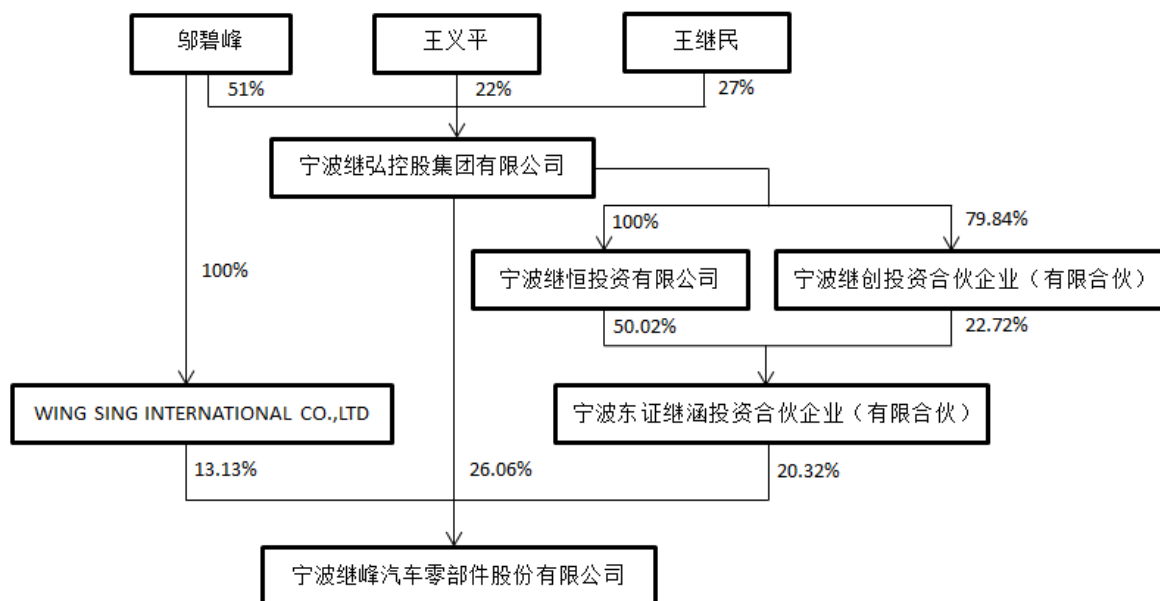 邬碧峰
王义平
王继民
51%
22%
27%
宁波继弘控股集团有限公司
100%
79.84%
100%
宁波继恒投资有限公司
宁波继创投资合伙企业（有限合伙）
50.02%
22.72%
WING SING INTERNATIONAL CO.,LTD
宁波东证继涵投资合伙企业（有限合伙）
13.13%
26.06%
20.32%
宁波继峰汽车零部件股份有限公司